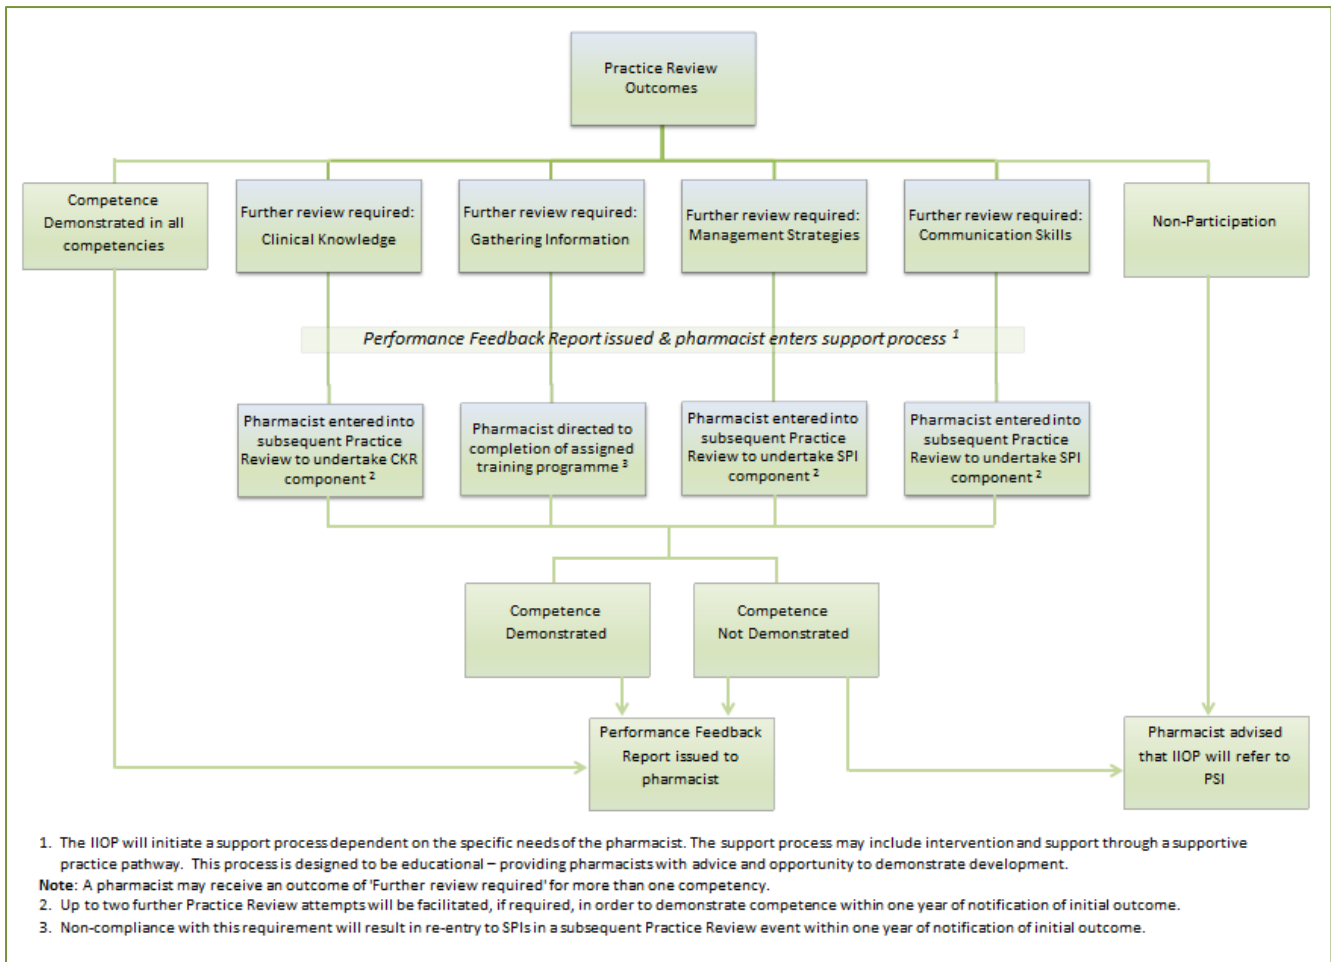 Practice Review
Outcomes
Competence
Demonstrated in all
competencies
Further review required:
Clinical Knowledge
Further review required:
Gathering Information
Further review required:
Management Strategies
Further review required:
Communication Skills
Non-Participation
Performance Feedback Report issued & pharmacist enters support process 1
Pharmacist entered into
subsequent Practice
Review to undertake CKR
component 2
Pharmacist directed to
completion of assigned
training programme 3
Pharmacist entered into
subsequent Practice
Review to undertake SPI
component 2
Pharmacist entered into
subsequent Practice
Review to undertake SPI
component 2
Competence
Demonstrated
Competence
Not Demonstrated
Performance Feedback
Report issued to
pharmacist
Pharmacist advised
that IIOP will refer to
PSI
1. The IIOP will initiate a support process dependent on the specific needs of the pharmacist. The support process may include intervention and support through a supportive
practice pathway. This process is designed to be educational – providing pharmacists with advice and opportunity to demonstrate development.
Note: A pharmacist may receive an outcome of 'Further review required' for more than one competency.
2. Up to two further Practice Review attempts will be facilitated, if required, in order to demonstrate competence within one year of notification of initial outcome.
3. Non-compliance with this requirement will result in re-entry to SPIs in a subsequent Practice Review event within one year of notification of initial outcome.